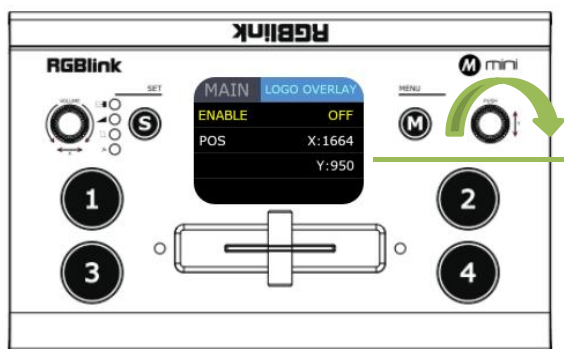 RGBlink
RGBlink
mini
SET
MENU
VOLUME
PUSH
S
M
MAIN LOGO OVERLAY
ENABLE OFF
POS X:1664
Y:950
1
2
3
4